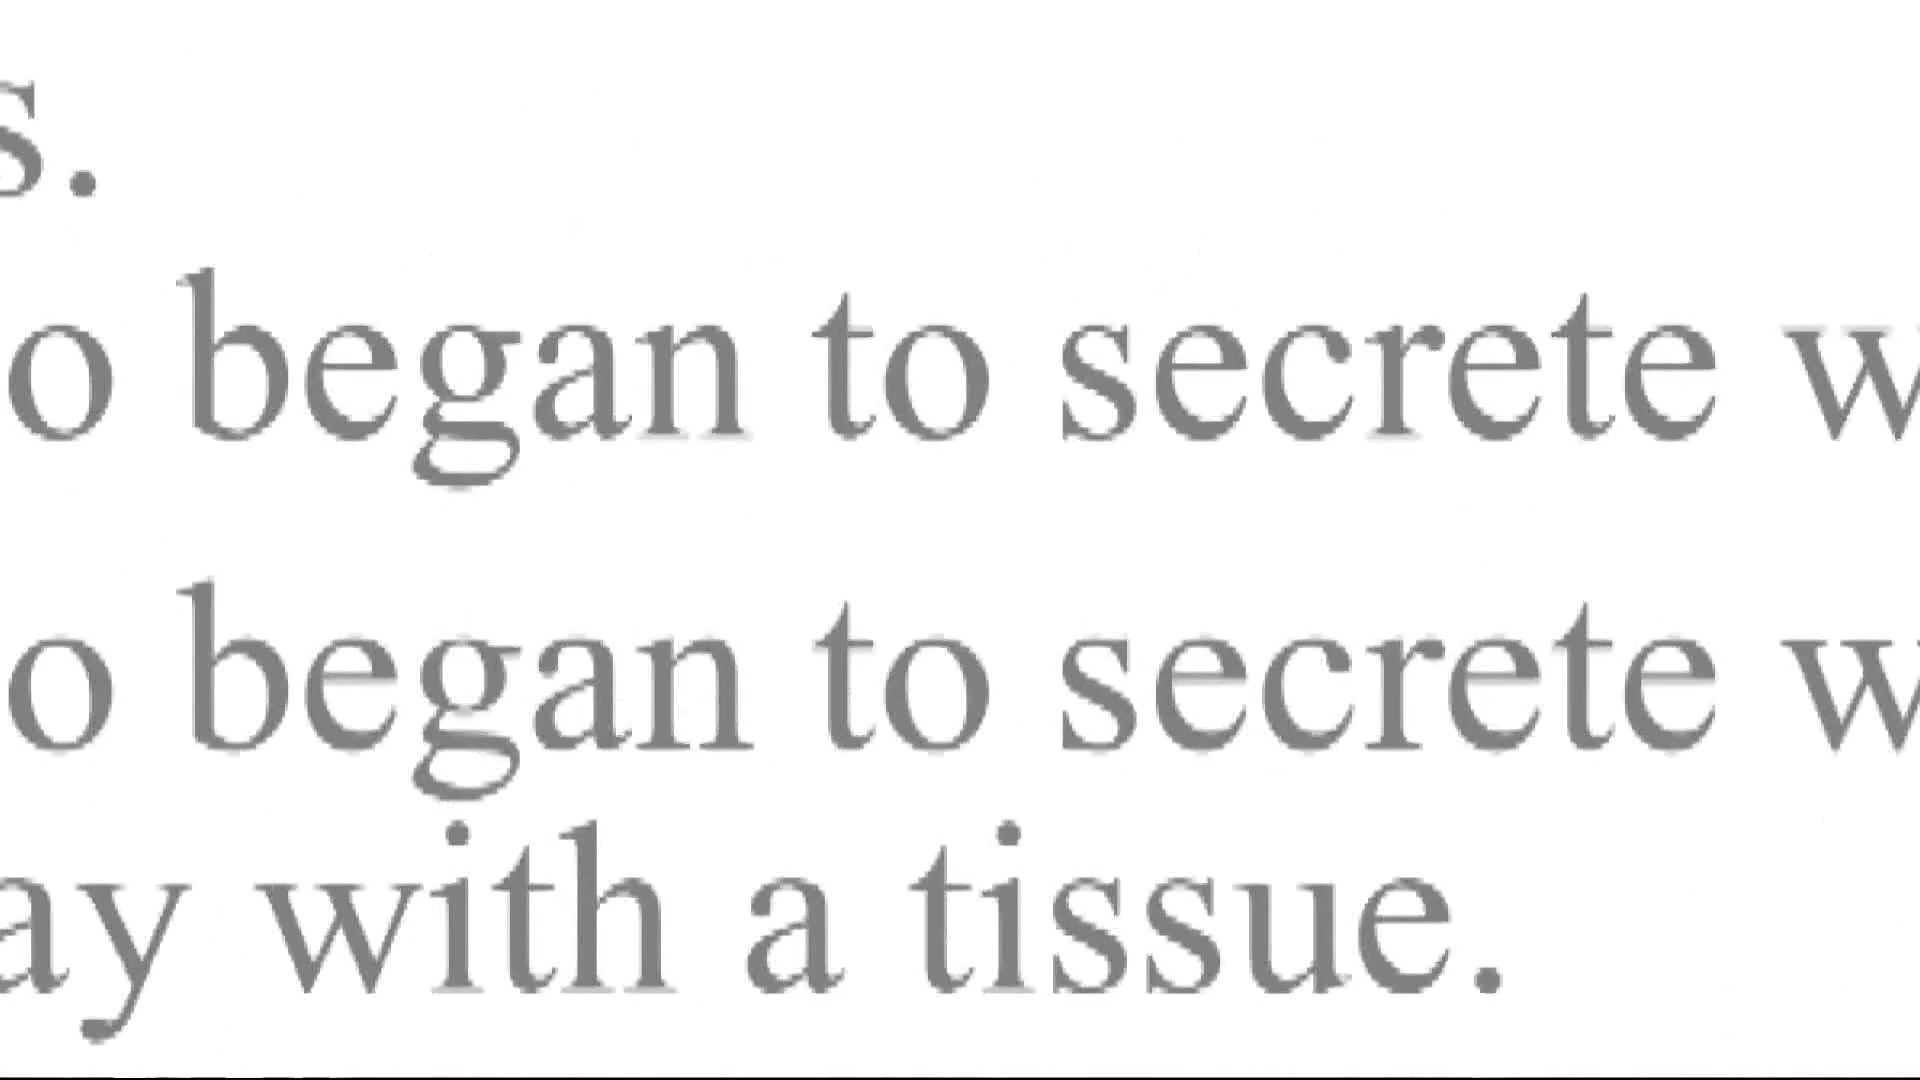 s.
o began to secrete w
o began to secrete w
ay with a tissue.